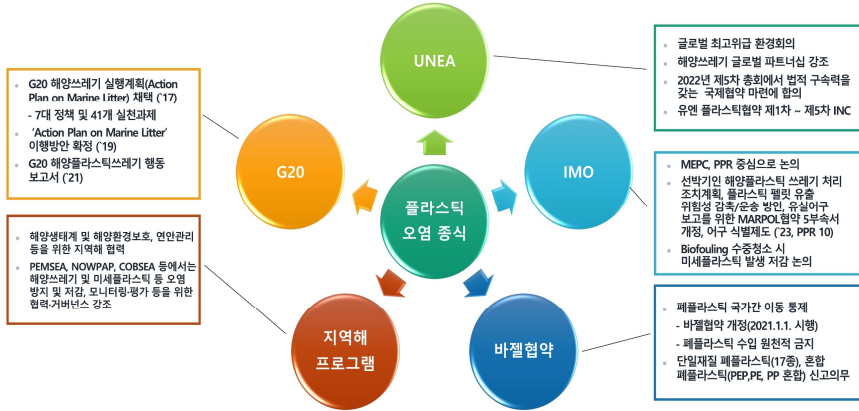 UNEA
글로벌 최고위급 환경회의
해양쓰레기 글로벌 파트너십 강조
2022년 제5차 총회에서 법적 구속력을
갖는 국제협약 마련에 합의
유엔 플라스틱협약 제1차 ~ 제5차 INC
G20 해양쓰레기 실행계획(Action
Plan on Marine Litter) 채택 (`17)
- 7대 정책 및 41개 실천과제
‘Action Plan on Marine Litter’
이행방안 확정 (`19)
G20 해양플라스틱쓰레기 행동
보고서 (`21)
G20
IMO
MEPC, PPR 중심으로 논의
선박기인 해양플라스틱 쓰레기 처리
조치계획, 플라스틱 펠릿 유출
위험성 감축/운송 방인, 유실어구
보고를 위한 MARPOL협약 5부속서
개정, 어구 식별제도 (`23, PPR 10)
Biofouling 수중청소 시
미세플라스틱 발생 저감 논의
플라스틱
오염 종식
해양생태계 및 해양환경보호, 연안관리
등을 위한 지역해 협력
PEMSEA, NOWPAP, COBSEA 등에서는
해양쓰레기 및 미세플라스틱 등 오염
방지 및 저감, 모니터링·평가 등을 위한
협력·거버넌스 강조
지역해
프로그램
바젤협약
폐플라스틱 국가간 이동 통제
- 바젤협약 개정(2021.1.1. 시행)
- 폐플라스틱 수입 원천적 금지
단일재질 폐플라스틱(17종), 혼합
폐플라스틱(PEP,PE, PP 혼합) 신고의무